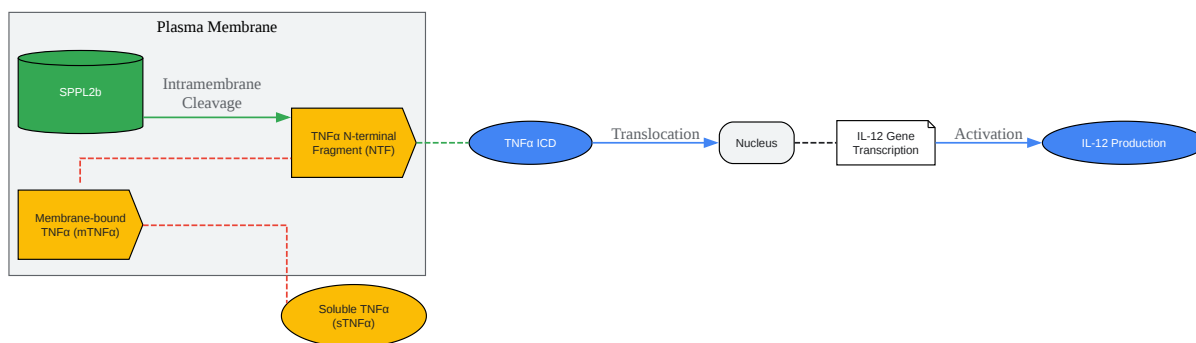 Plasma Membrane
SPPL2b
Intramembrane
Cleavage
TNFα N-terminal
Fragment (NTF)
TNFα ICD
Translocation
Nucleus
IL-12 Gene
Transcription
Activation
IL-12 Production
Membrane-bound
TNFα (mTNFα)
Soluble TNFα
(sTNFα)